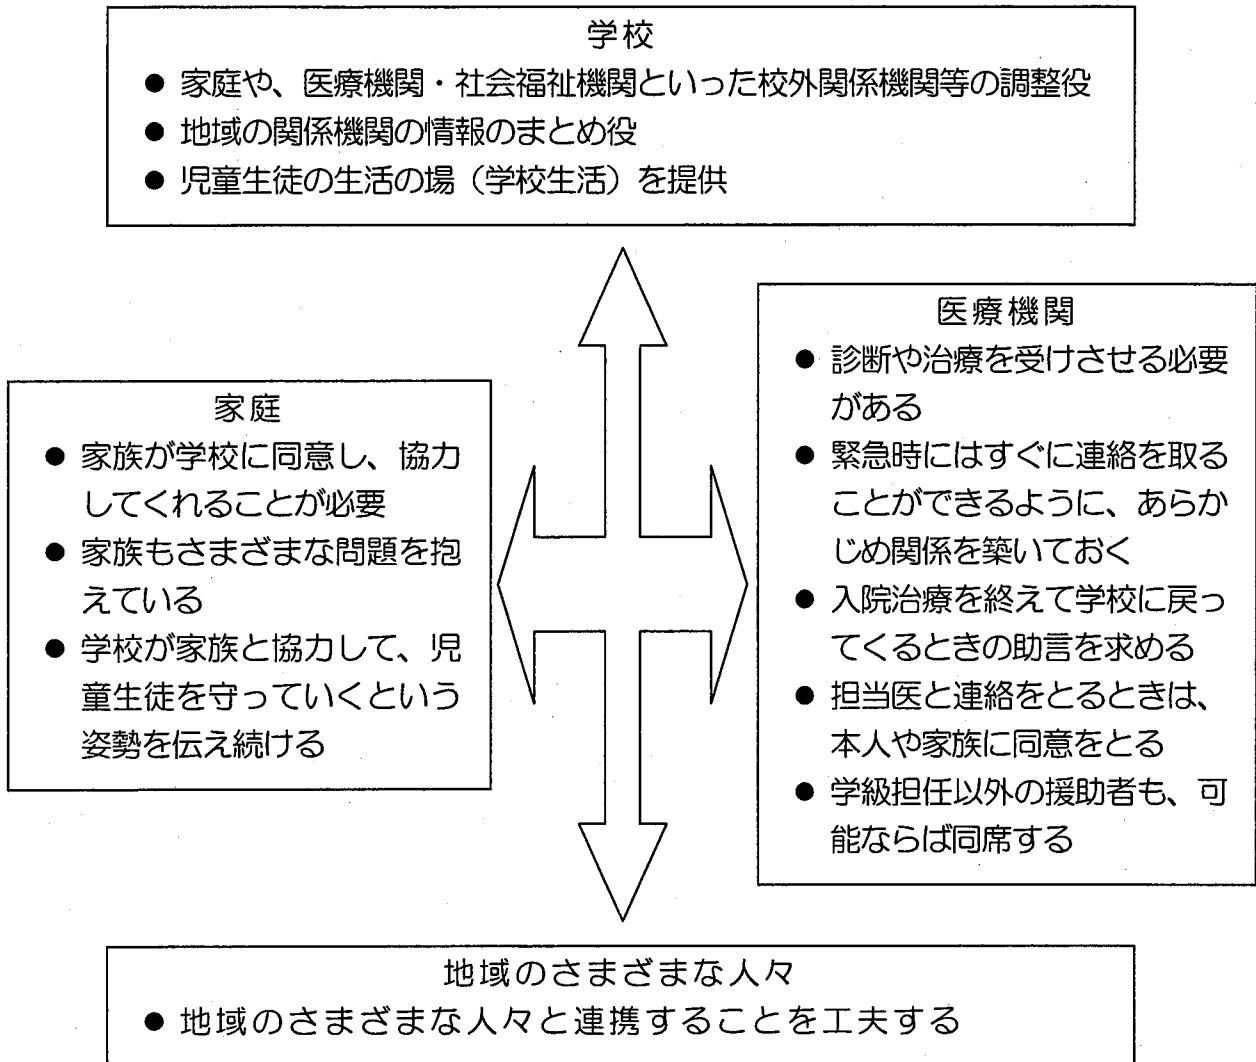 学校
● 家庭や、医療機関・社会福祉機関といった校外関係機関等の調整役
● 地域の関係機関の情報のまとめ役
● 児童生徒の生活の場（学校生活）を提供
家庭
● 家族が学校に同意し、協力
してくれることが必要
● 家族もさまざまな問題を抱
えている
● 学校が家族と協力して、児
童生徒を守っていくという
姿勢を伝え続ける
医療機関
● 診断や治療を受けさせる必要
がある
● 緊急時にはすぐに連絡を取る
ことができるように、あらか
じめ関係を築いておく
● 入院治療を終えて学校に戻っ
てくるときの助言を求める
● 担当医と連絡をとるときは、
本人や家族に同意をとる
● 学級担任以外の援助者も、可
能ならば同席する
地域のさまざまな人々
● 地域のさまざまな人々と連携することを工夫する